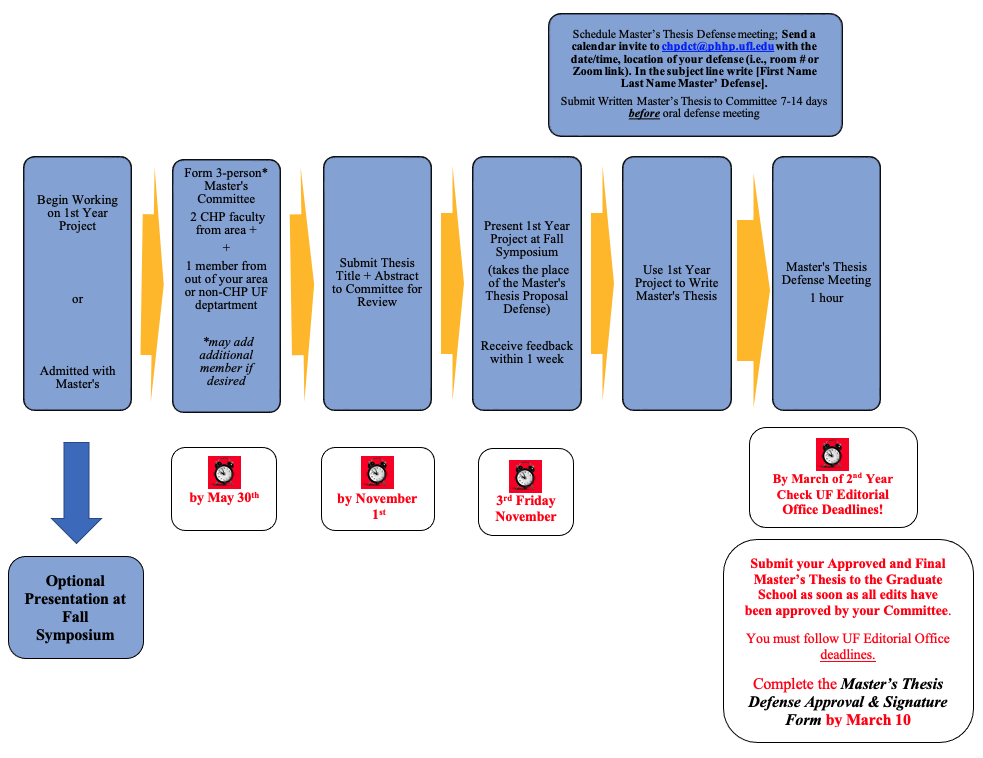 Schedule Master's Thesis Defense meeting; Send a
calendar invite to chpdct@phhp.ufl.edu with the
date/time, location of your defense (i.e., room # or
Zoom link). In the subject line write [First Name
Last Name Master' Defense].
Submit Written Master's Thesis to Committee 7-14 days
before oral defense meeting
Begin Working
on 1st Year
Project
or
Admitted with
Master's
Form 3-person*
Master's
Committee
2 CHP faculty
from area +
+
1 member from
out of your area
or non-CHP UF
deptartment
*may add
additional
member if
desired
Submit Thesis
Title + Abstract
to Committee for
Review
Present 1st Year
Project at Fall
Symposium
(takes the place
of the Master's
Thesis Proposal
Defense)
Receive feedback
within 1 week
Use 1st Year
Project to Write
Master's Thesis
Master's Thesis
Defense Meeting
1 hour
by May 30th
by November
1st
3rd Friday
November
By March of 2nd Year
Check UF Editorial
Office Deadlines!
Optional
Presentation at
Fall
Symposium
Submit your Approved and Final
Master's Thesis to the Graduate
School as soon as all edits have
been approved by your Committee.
You must follow UF Editorial Office
deadlines.
Complete the Master's Thesis
Defense Approval & Signature
Form by March 10